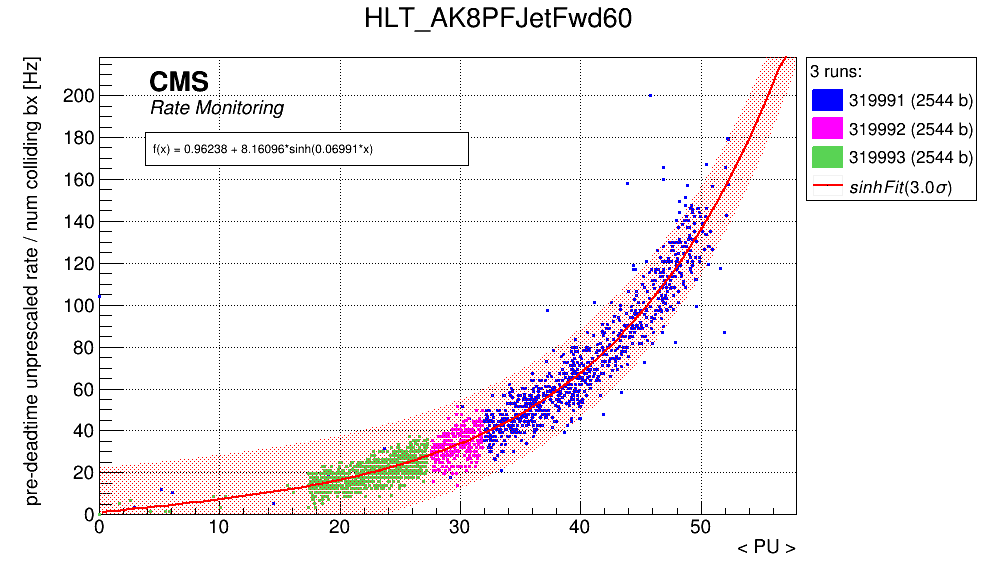 HLT_AK8PFJetFwd60
pre-deadtime unprescaled rate / num colliding bx [Hz]
CMS
Rate Monitoring
f(x) = 0.96238 + 8.16096*sinh(0.06991*x)
200
180
160
140
120
100
80
60
40
20
0
0 10 20 30 40 50
< PU >
3 runs:
319991 (2544 b)
319992 (2544 b)
319993 (2544 b)
sinhFit(3.0σ)